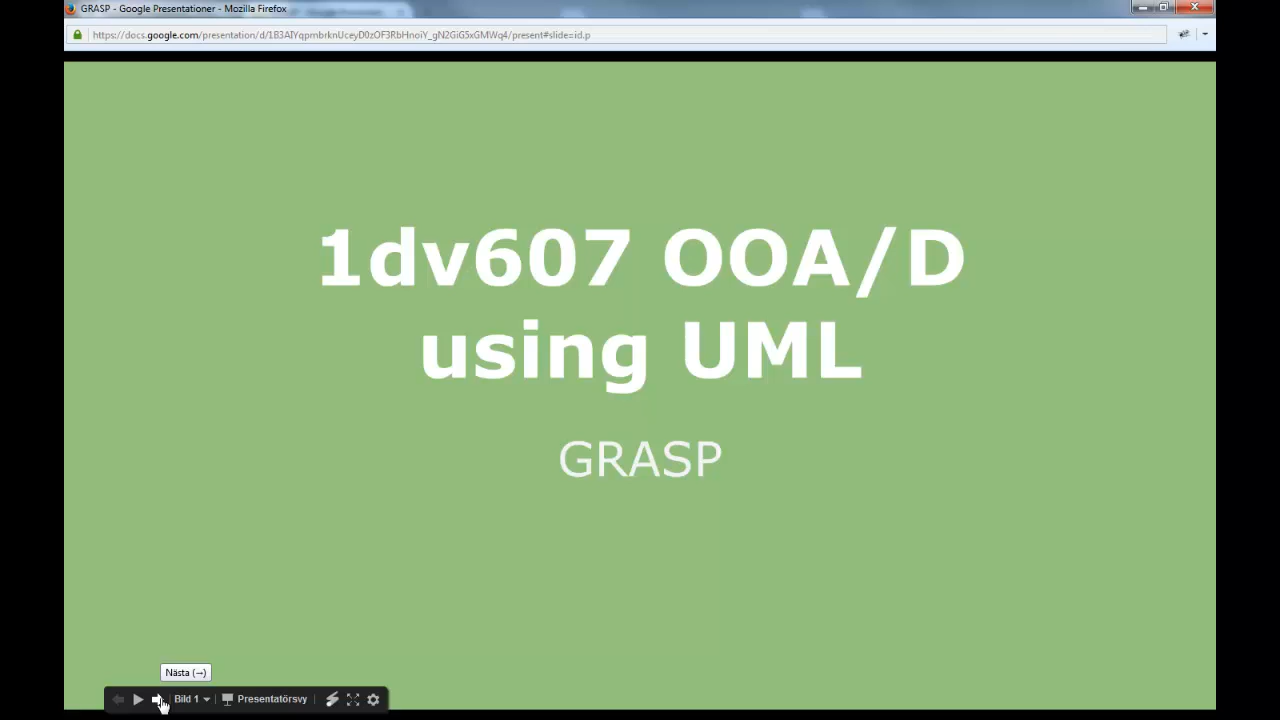 GRASP - Google Presentationer - Mozilla Firefox
1dv607 OOA/D
using UML
GRASP
Nästa (→)
Bild 1
Presentatörsvy